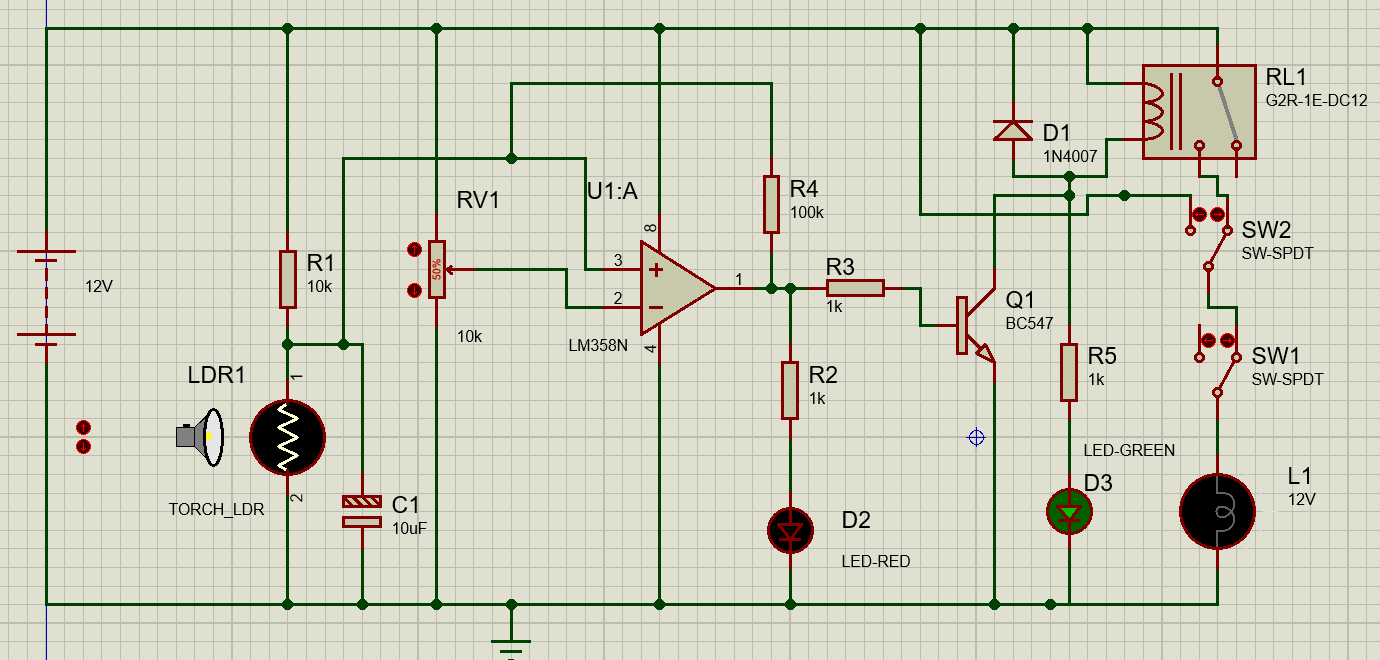 12V
R1
10k
LDR1
1
2
TORCH_LDR
C1
10uF
RV1
50%
10k
U1:A
8
3
2
1
4
LM358N
R4
100k
R3
1k
R2
1k
D2
LED-RED
Q1
BC547
D1
1N4007
RL1
G2R-1E-DC12
SW2
SW-SPDT
SW1
SW-SPDT
R5
1k
LED-GREEN
D3
L1
12V